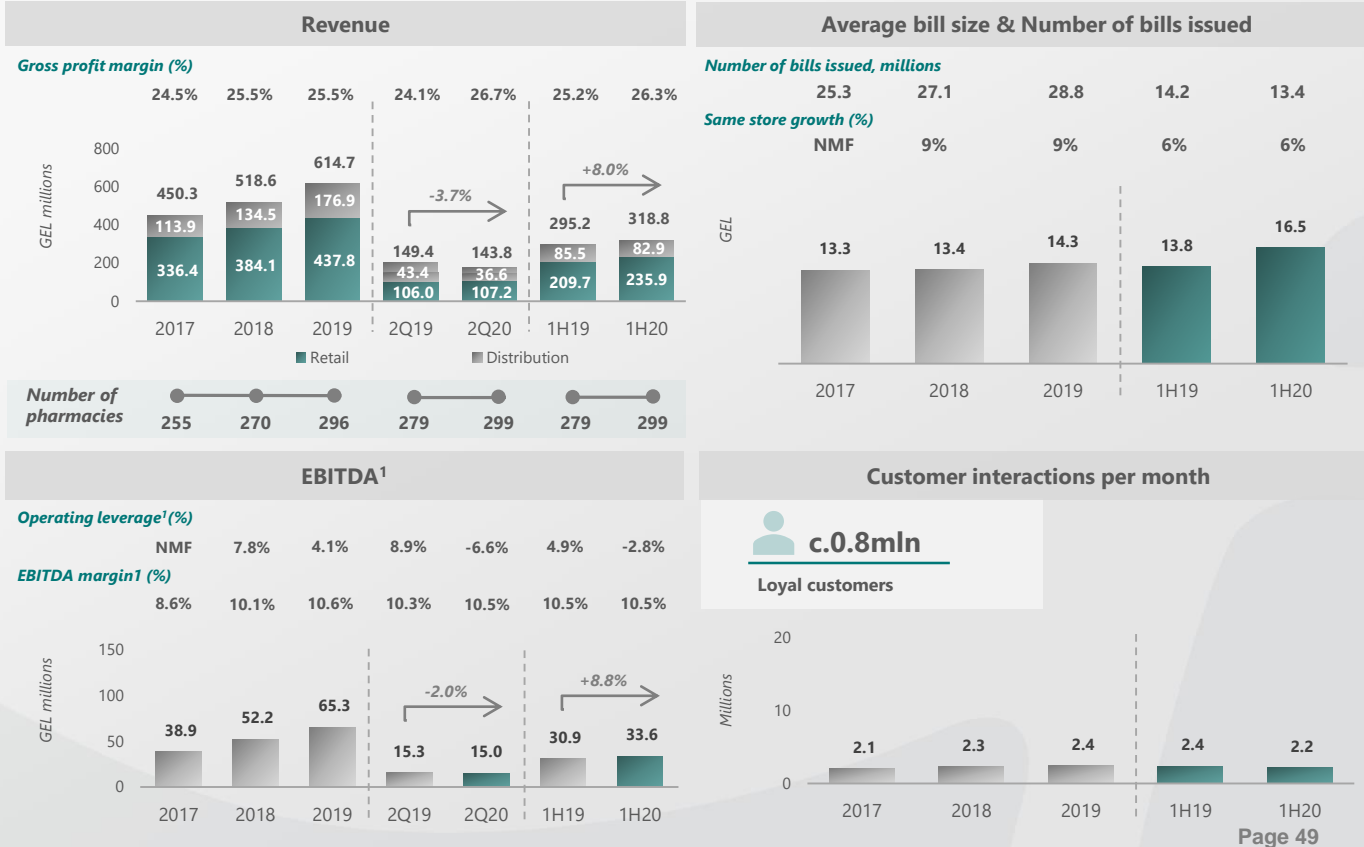 Revenue
Gross profit margin (%)
24.5% 25.5% 25.5% 24.1% 26.7% 25.2% 26.3%
GEL millions
800
600
400
200
0
450.3 518.6 614.7 149.4 143.8 295.2 318.8
113.9 134.5 176.9 43.4 36.6 85.5 82.9
336.4 384.1 437.8 106.0 107.2 209.7 235.9
-3.7%
+8.0%
2017 2018 2019 2Q19 2Q20 1H19 1H20
Retail Distribution
Number of
pharmacies
255 270 296 279 299 279 299
Average bill size & Number of bills issued
Number of bills issued, millions
25.3 27.1 28.8 14.2 13.4
Same store growth (%)
NMF 9% 9% 6% 6%
GEL
13.3 13.4 14.3 13.8 16.5
2017 2018 2019 1H19 1H20
EBITDA¹
Operating leverage¹(%)
NMF 7.8% 4.1% 8.9% -6.6% 4.9% -2.8%
EBITDA margin1 (%)
8.6% 10.1% 10.6% 10.3% 10.5% 10.5% 10.5%
GEL millions
150
100
50
0
38.9 52.2 65.3 15.3 15.0 30.9 33.6
-2.0%
+8.8%
2017 2018 2019 2Q19 2Q20 1H19 1H20
Customer interactions per month
c.0.8mln
Loyal customers
Millions
20
10
0
2.1 2.3 2.4 2.4 2.2
2017 2018 2019 1H19 1H20
Page 49